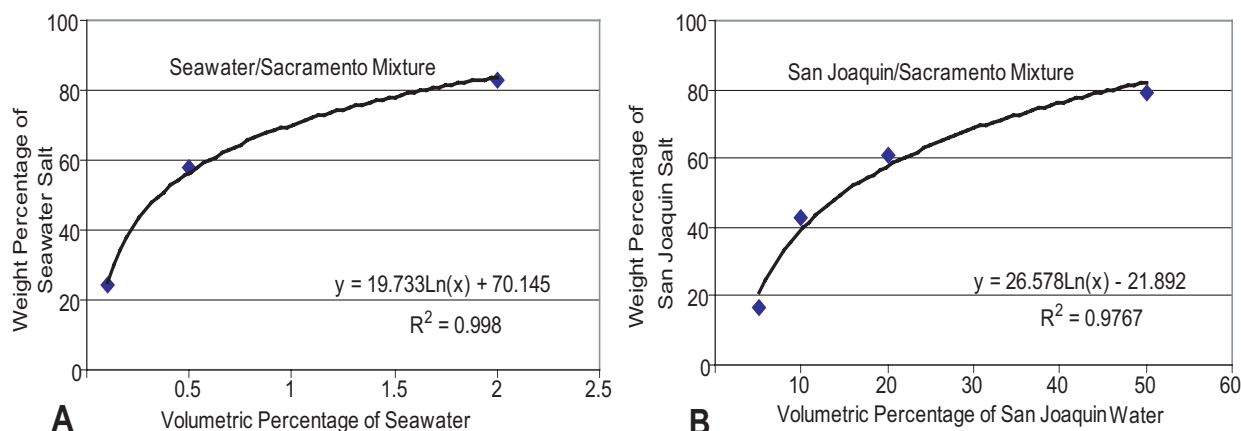 100
80
60
40
20
0
Weight Percentage of
Seawater Salt
Seawater/Sacramento Mixture
y = 19.733Ln(x) + 70.145
R² = 0.998
0.5 1 1.5 2 2.5
Volumetric Percentage of Seawater
A
100
80
60
40
20
0
Weight Percentage of
San Joaquin Salt
San Joaquin/Sacramento Mixture
y = 26.578Ln(x) - 21.892
R² = 0.9767
10 20 30 40 50 60
Volumetric Percentage of San Joaquin Water
B